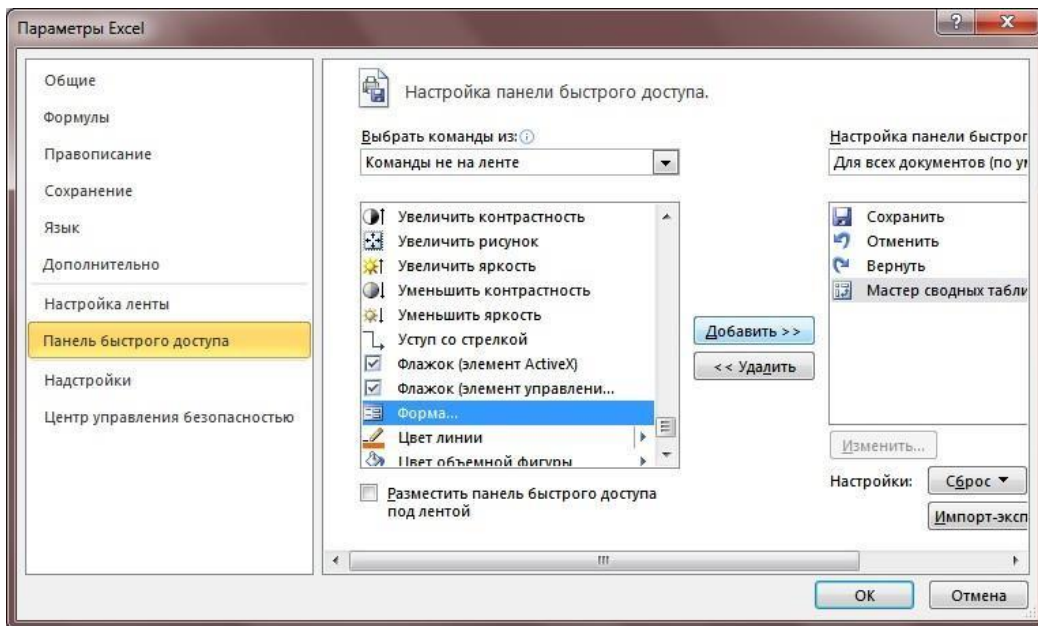 Параметры Excel
Общие
Формулы
Правописание
Сохранение
Язык
Дополнительно
Настройка ленты
Панель быстрого доступа
Надстройки
Центр управления безопасностью
Настройка панели быстрого доступа.
Выбрать команды из:
Команды не на ленте
Увеличить контрастность
Увеличить рисунок
Увеличить яркость
Уменьшить контрастность
Уменьшить яркость
Уступ со стрелкой
Флажок (элемент ActiveX)
Флажок (элемент управлени...
Форма...
Цвет линии
Цвет объемной фигуры
Разместить панель быстрого доступа
под лентой
Добавить >>
<< Удалить
Настройка панели быстрог
Для всех документов (по ум
Сохранить
Отменить
Вернуть
Мастер сводных табли
Изменить...
Настройки:
Сброс
Импорт-эксп
ОК
Отмена